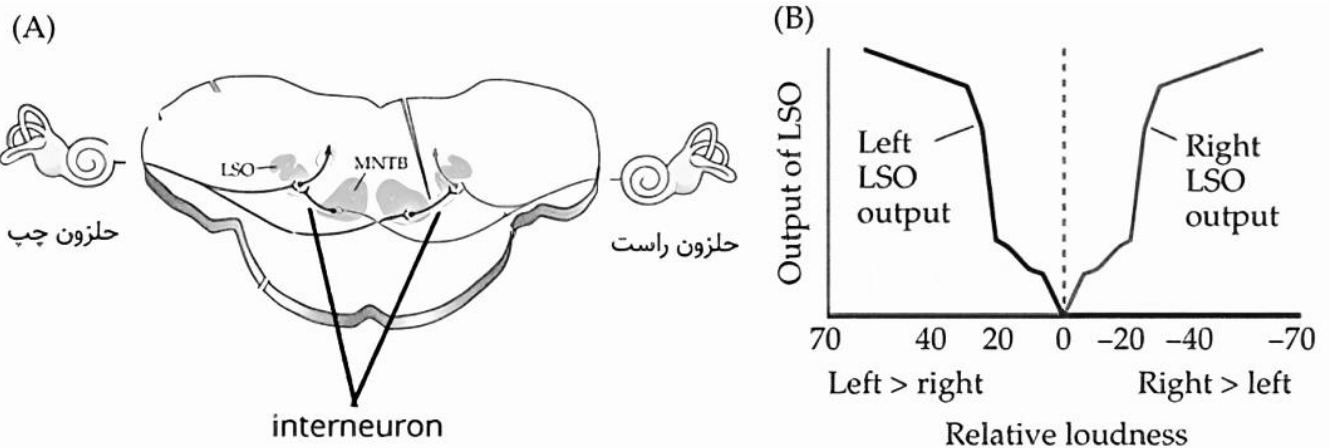 (A)
LSO
MNTB
حلزون چپ
حلزون راست
interneuron
(B)
Output of LSO
Left
LSO
output
Right
LSO
output
70 40 20 0 –20 –40 –70
Left > right Right > left
Relative loudness